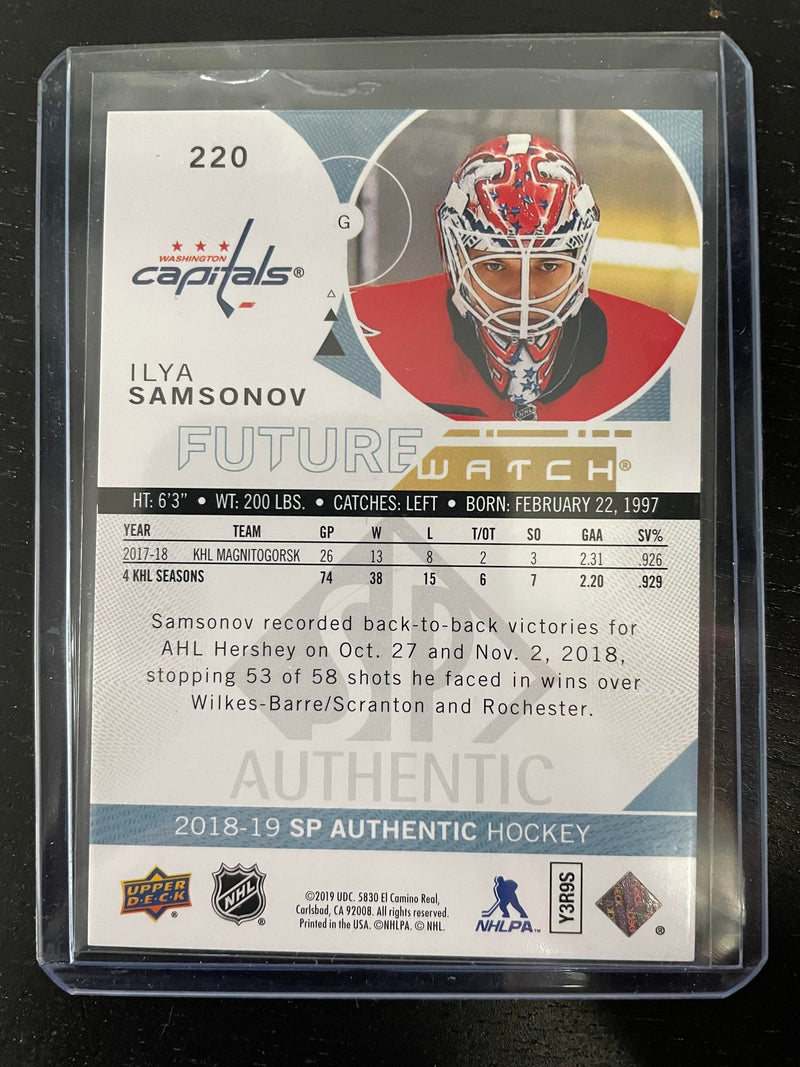 220
G
WASHINGTON
capitals®
ILYA
SAMSONOV
FUTURE
WATCH®
HT: 6'3" • WT: 200 LBS. • CATCHES: LEFT • BORN: FEBRUARY 22, 1997
YEAR TEAM GP W L T/OT SO GAA SV%
2017-18 KHL MAGNITOGORSK 26 13 8 2 3 2.31 .926
4 KHL SEASONS 74 38 15 6 7 2.20 .929
Samsonov recorded back-to-back victories for
AHL Hershey on Oct. 27 and Nov. 2, 2018,
stopping 53 of 58 shots he faced in wins over
Wilkes-Barre/Scranton and Rochester.
SP
AUTHENTIC
2018-19 SP AUTHENTIC HOCKEY
UPPER
DECK®
NHL®
©2019 UDC. 5830 El Camino Real,
Carlsbad, CA 92008. All rights reserved.
Printed in the USA. ©NHLPA. © NHL.
NHLPA™
Y3R9S
®